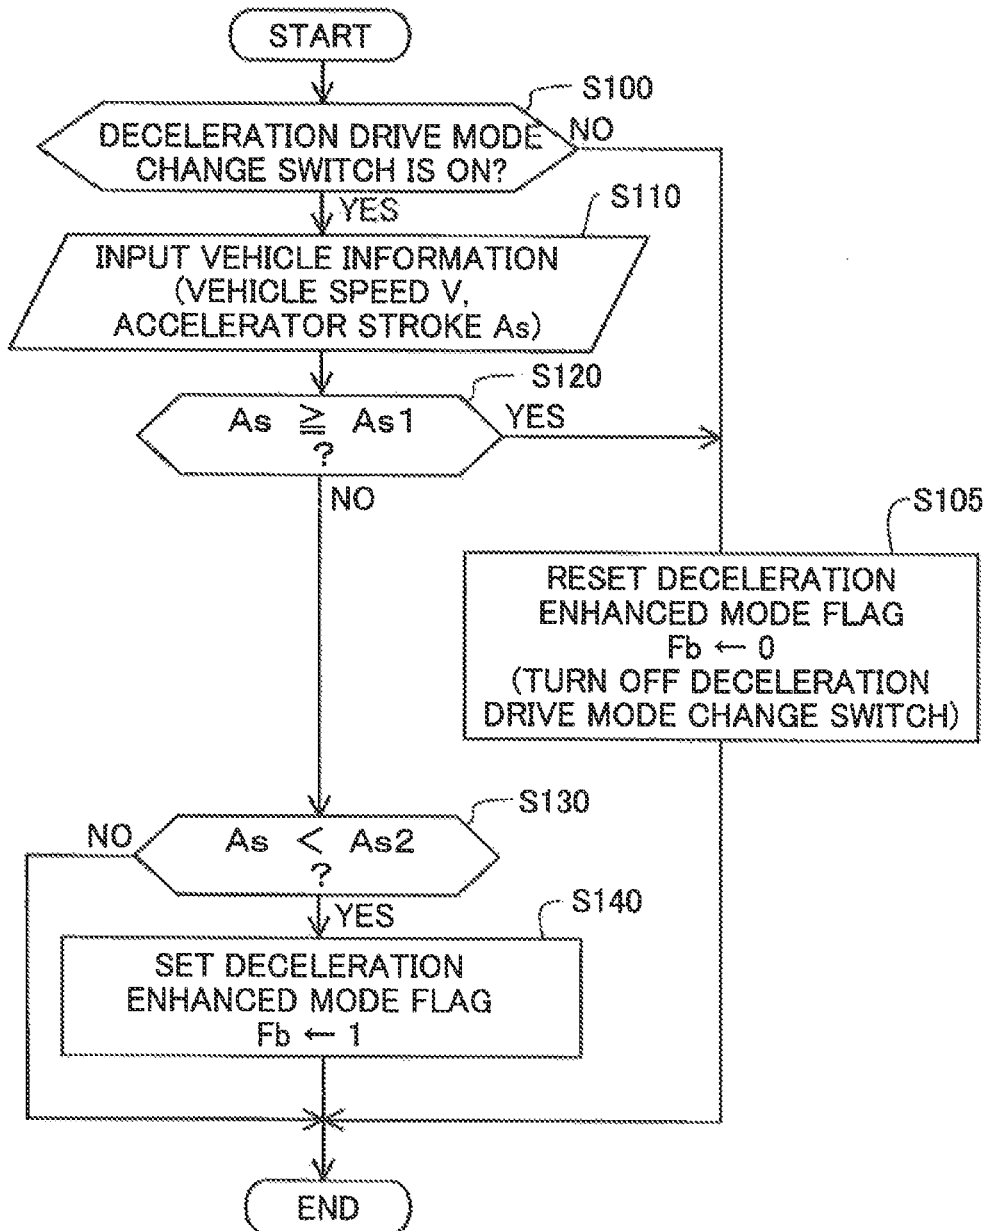 START
S100
DECELERATION DRIVE MODE
CHANGE SWITCH IS ON?
NO
YES
S110
INPUT VEHICLE INFORMATION
(VEHICLE SPEED V,
ACCELERATOR STROKE As)
S120
As ≧ As1
?
YES
NO
S105
RESET DECELERATION
ENHANCED MODE FLAG
Fb ← 0
(TURN OFF DECELERATION
DRIVE MODE CHANGE SWITCH)
S130
NO
As < As2
?
YES
S140
SET DECELERATION
ENHANCED MODE FLAG
Fb ← 1
END